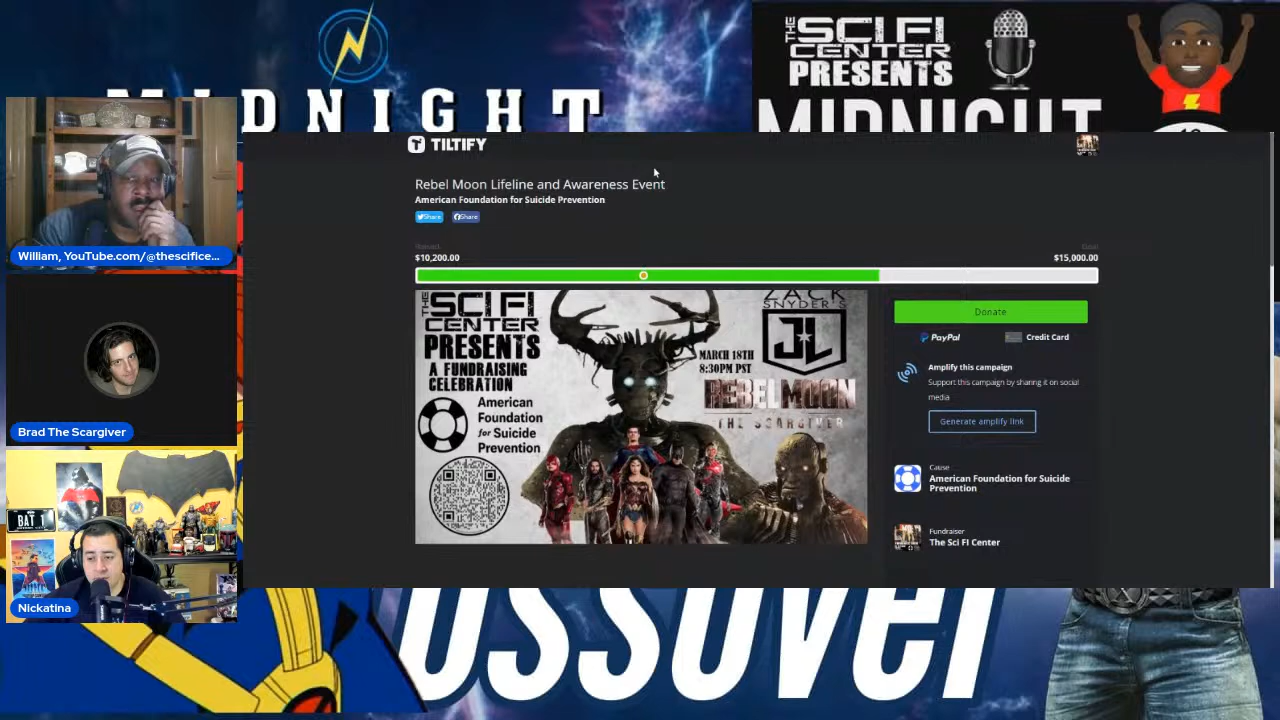 MIDNIGHT
THE
SCI FI
CENTER
PRESENTS
MIDNIGHT
TILTIFY
Rebel Moon Lifeline and Awareness Event
American Foundation for Suicide Prevention
Share
Share
Raised
Goal
$10,200.00
$15,000.00
THE
SCI FI
CENTER
PRESENTS
A FUNDRAISING
CELEBRATION
American
Foundation
for Suicide
Prevention
MARCH 18TH
8:30PM PST
ZACK
SNYDER'S
JL
REBEL MOON
THE SCARGIVER
Donate
PayPal
Credit Card
Amplify this campaign
Support this campaign by sharing it on social
media
Generate amplify link
Cause
American Foundation for Suicide
Prevention
Fundraiser
The Sci FI Center
William, YouTube.com/@thescifice...
Brad The Scargiver
BAT 1
Nickatina
ossover